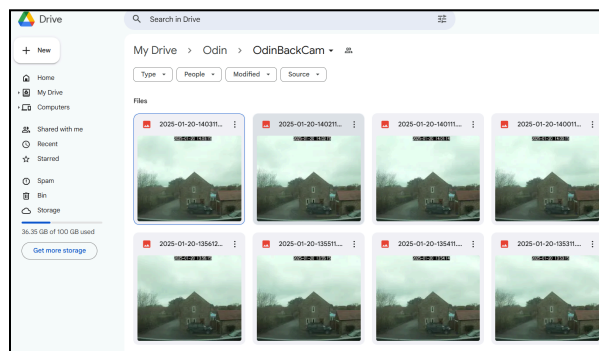 Drive
Search in Drive
New
My Drive > Odin > OdinBackCam
Type
People
Modified
Source
Home
My Drive
Computers
Shared with me
Recent
Starred
Spam
Bin
Storage
36.35 GB of 100 GB used
Get more storage
Files
2025-01-20-140311...
2025-01-20-140211...
2025-01-20-140111....
2025-01-20-140011...
2025-01-20-135612...
2025-01-20-135511....
2025-01-20-135411....
2025-01-20-135311....